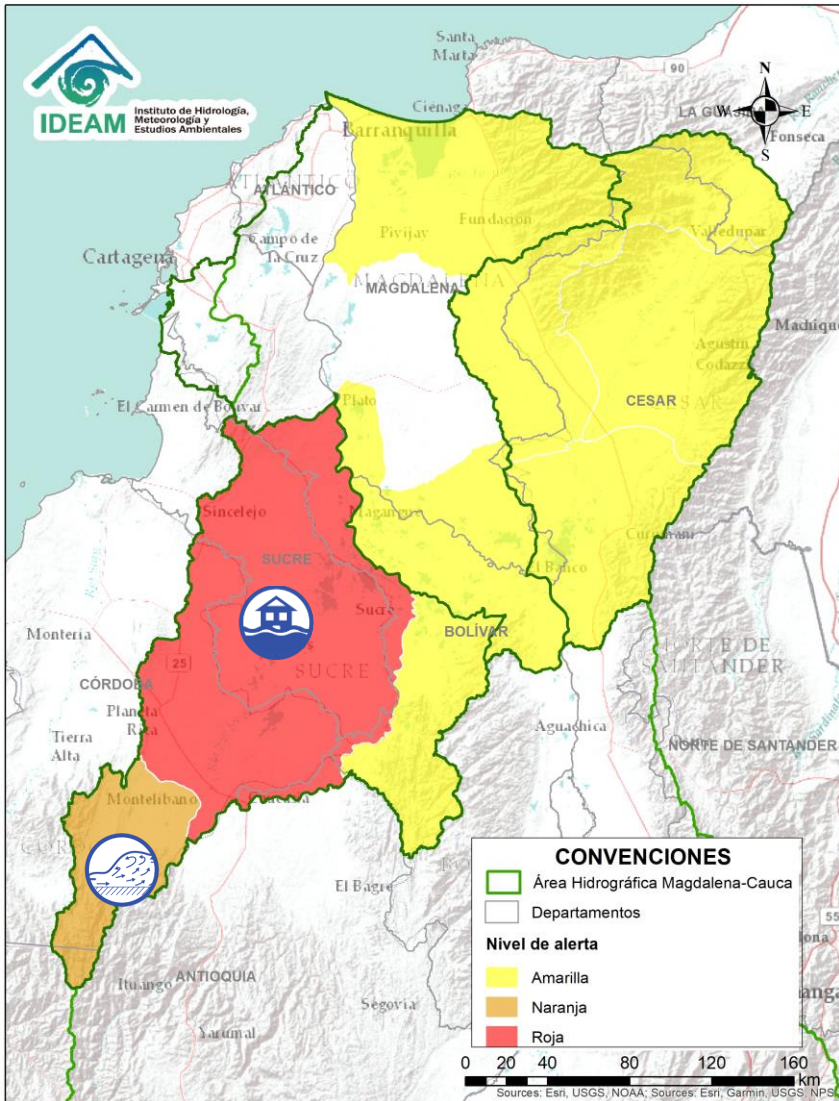 IDEAM
Instituto de Hidrología,
Meteorología y
Estudios Ambientales
Santa
Marta
90
N
W
E
S
Ciénaga
Barranquilla
Fonseca
ATLÁNTICO
Fundación
Pivijay
Valledupar
Campo de
la Cruz
Cartagena
MAGDALENA
Agustín
Codazzi
El Carmen de Bolívar
Plato
CESAR
Sincelejo
Magangué
SUCRE
El Banco
Sucre
BOLÍVAR
Montería
25
SUCRE
NORTE DE
SANTANDER
CÓRDOBA
Planeta
Rica
Tierra
Alta
Aguachica
NORTE DE SANTANDER
Montelíbano
El Bagre
Ituango
ANTIOQUIA
Segovia
Yarumal
CONVENCIONES
Área Hidrográfica Magdalena-Cauca
Departamentos
Nivel de alerta
Amarilla
Naranja
Roja
55
0 20 40 80 120 160
km
Sources: Esri, USGS, NOAA; Sources: Esri, Garmin, USGS, NPS